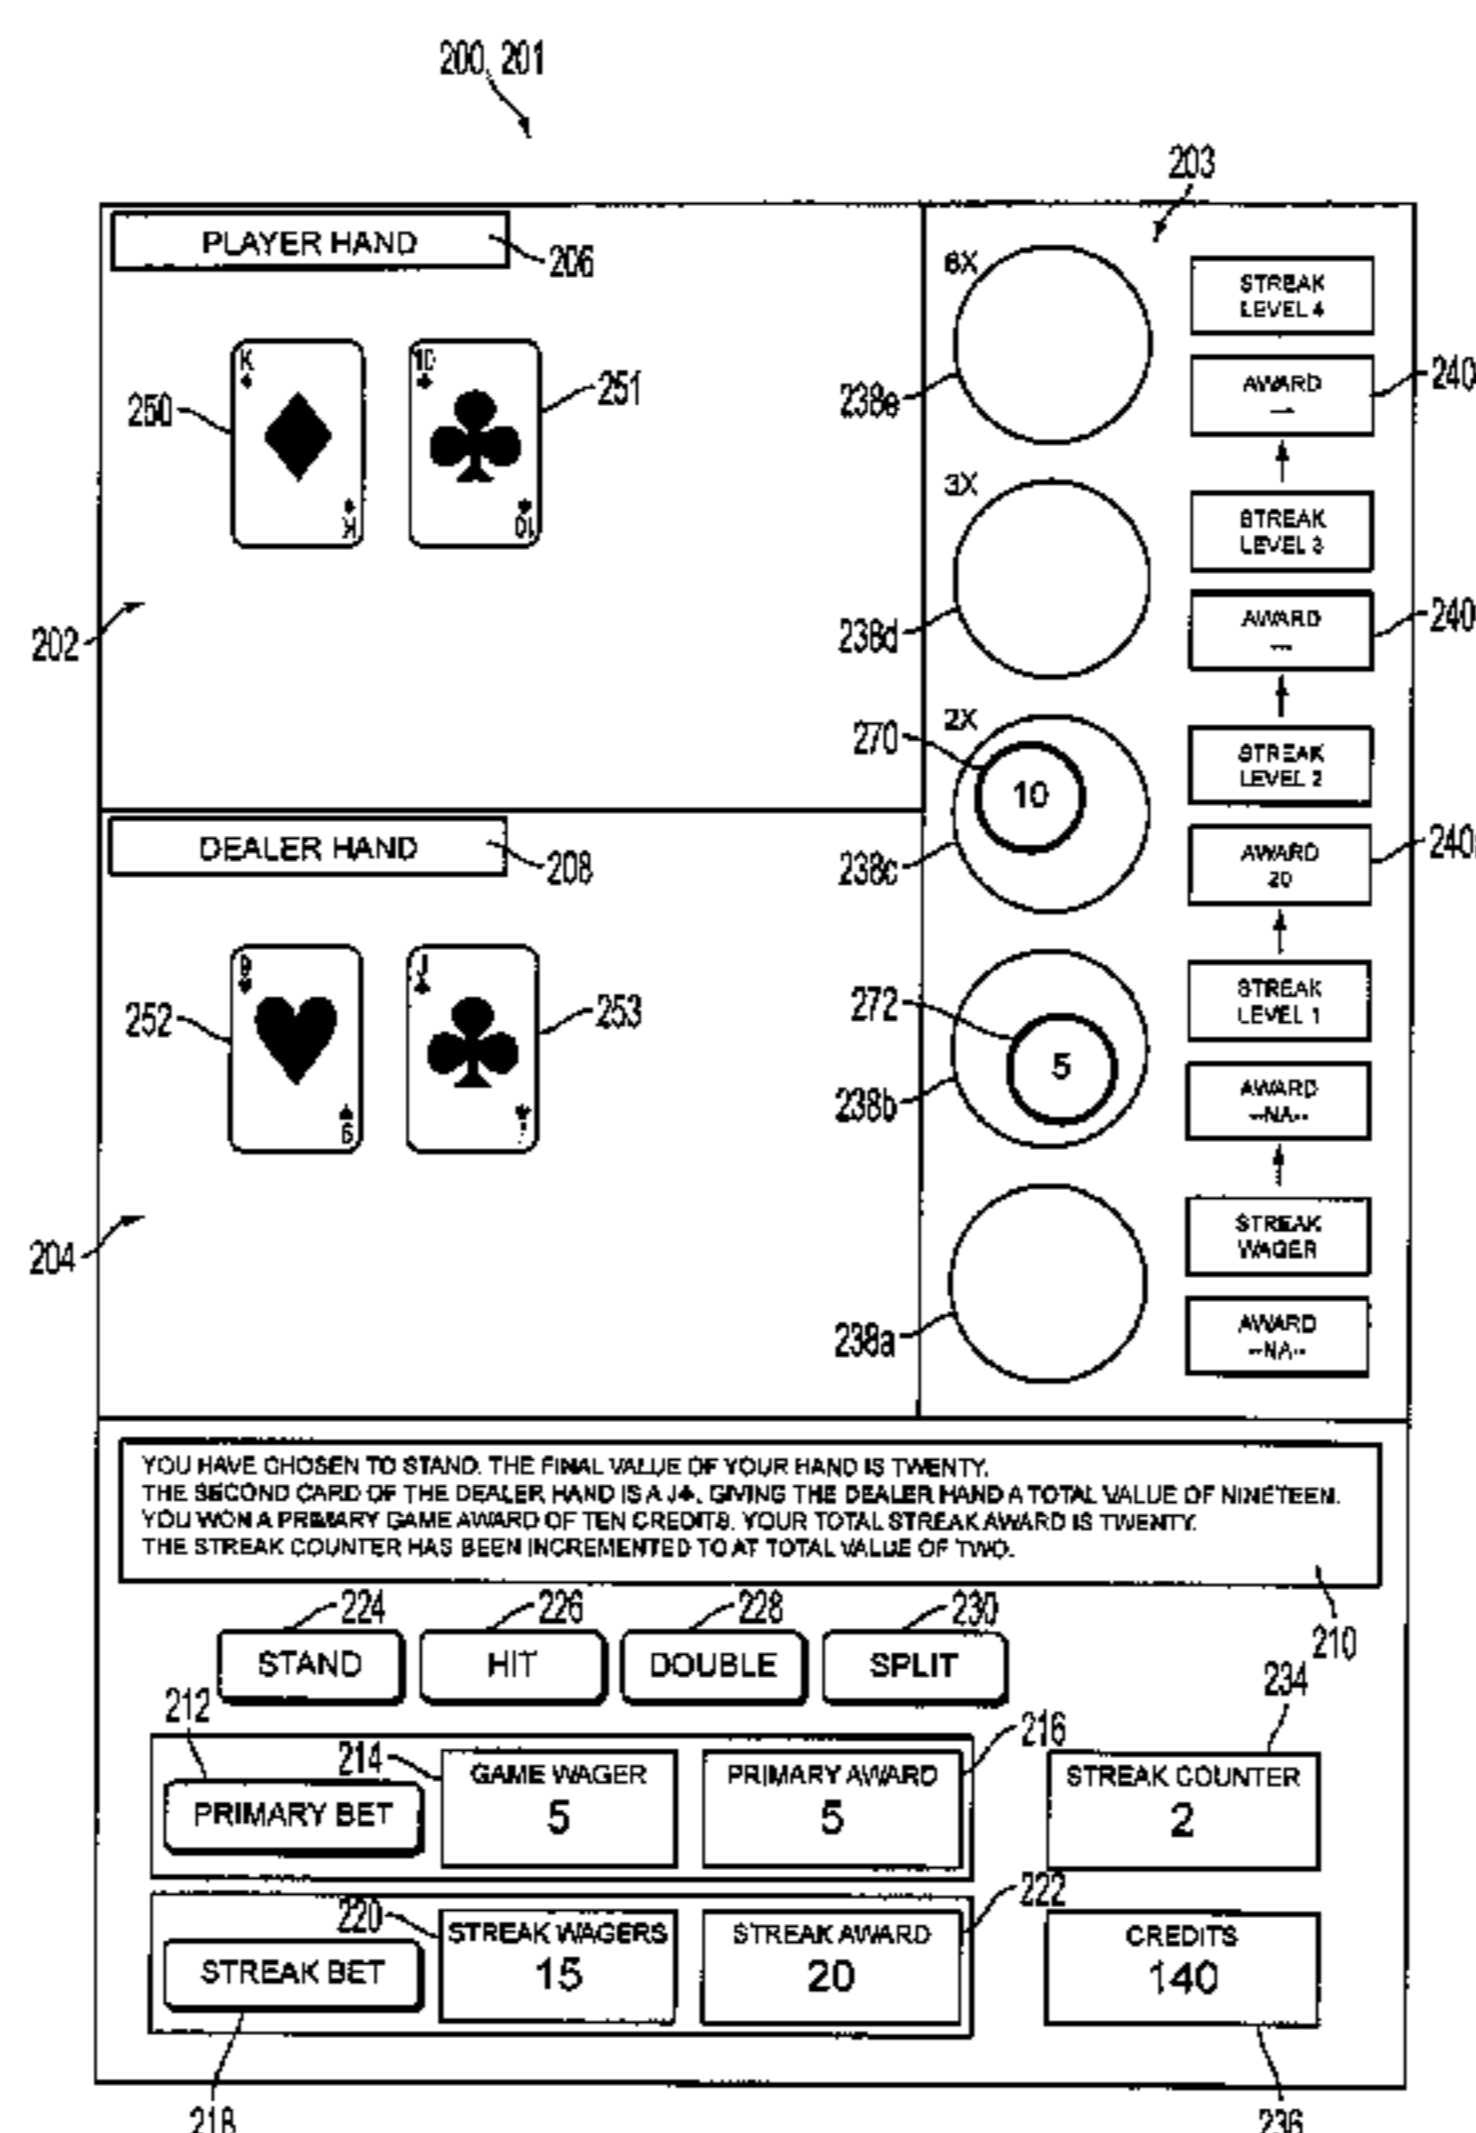 200, 201
203
PLAYER HAND
206
K
10
250
251
K
10
202
DEALER HAND
208
9
J
252
253
9
J
204
6X
238e
3X
238d
2X
270
10
238c
272
5
238b
238a
STREAK
LEVEL 4
AWARD
---
240
STREAK
LEVEL 3
AWARD
---
240
STREAK
LEVEL 2
AWARD
20
240
STREAK
LEVEL 1
AWARD
--NA--
STREAK
WAGER
AWARD
--NA--
YOU HAVE CHOSEN TO STAND. THE FINAL VALUE OF YOUR HAND IS TWENTY.
THE SECOND CARD OF THE DEALER HAND IS A J♣, GIVING THE DEALER HAND A TOTAL VALUE OF NINETEEN.
YOU WON A PRIMARY GAME AWARD OF TEN CREDITS. YOUR TOTAL STREAK AWARD IS TWENTY.
THE STREAK COUNTER HAS BEEN INCREMENTED TO AT TOTAL VALUE OF TWO.
210
224
226
228
230
STAND
HIT
DOUBLE
SPLIT
212
214
216
234
PRIMARY BET
GAME WAGER
5
PRIMARY AWARD
5
STREAK COUNTER
2
220
222
STREAK BET
STREAK WAGERS
15
STREAK AWARD
20
CREDITS
140
218
236